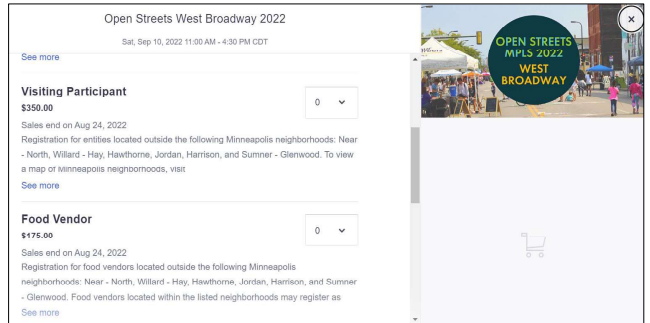 Open Streets West Broadway 2022
Sat, Sep 10, 2022 11:00 AM - 4:30 PM CDT
See more
Visiting Participant
$350.00
0
Sales end on Aug 24, 2022
Registration for entities located outside the following Minneapolis neighborhoods: Near
- North, Willard - Hay, Hawthorne, Jordan, Harrison, and Sumner - Glenwood. To view
a map of Minneapolis neighborhoods, visit
See more
Food Vendor
$175.00
0
Sales end on Aug 24, 2022
Registration for food vendors located outside the following Minneapolis
neighborhoods: Near - North, Willard - Hay, Hawthorne, Jordan, Harrison, and Sumner
- Glenwood. Food vendors located within the listed neighborhoods may register as
See more
OPEN STREETS
MPLS 2022
WEST
BROADWAY